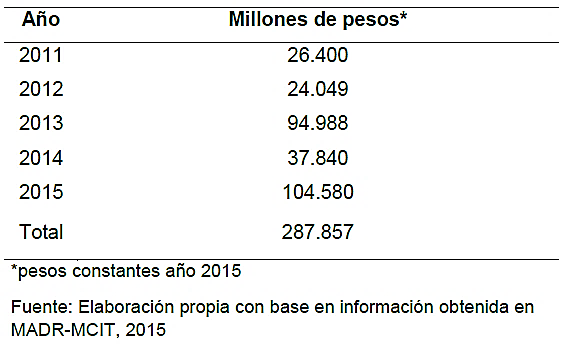 Año Millones de pesos*
2011 26.400
2012 24.049
2013 94.988
2014 37.840
2015 104.580
Total 287.857
*pesos constantes año 2015
Fuente: Elaboración propia con base en información obtenida en
MADR-MCIT, 2015